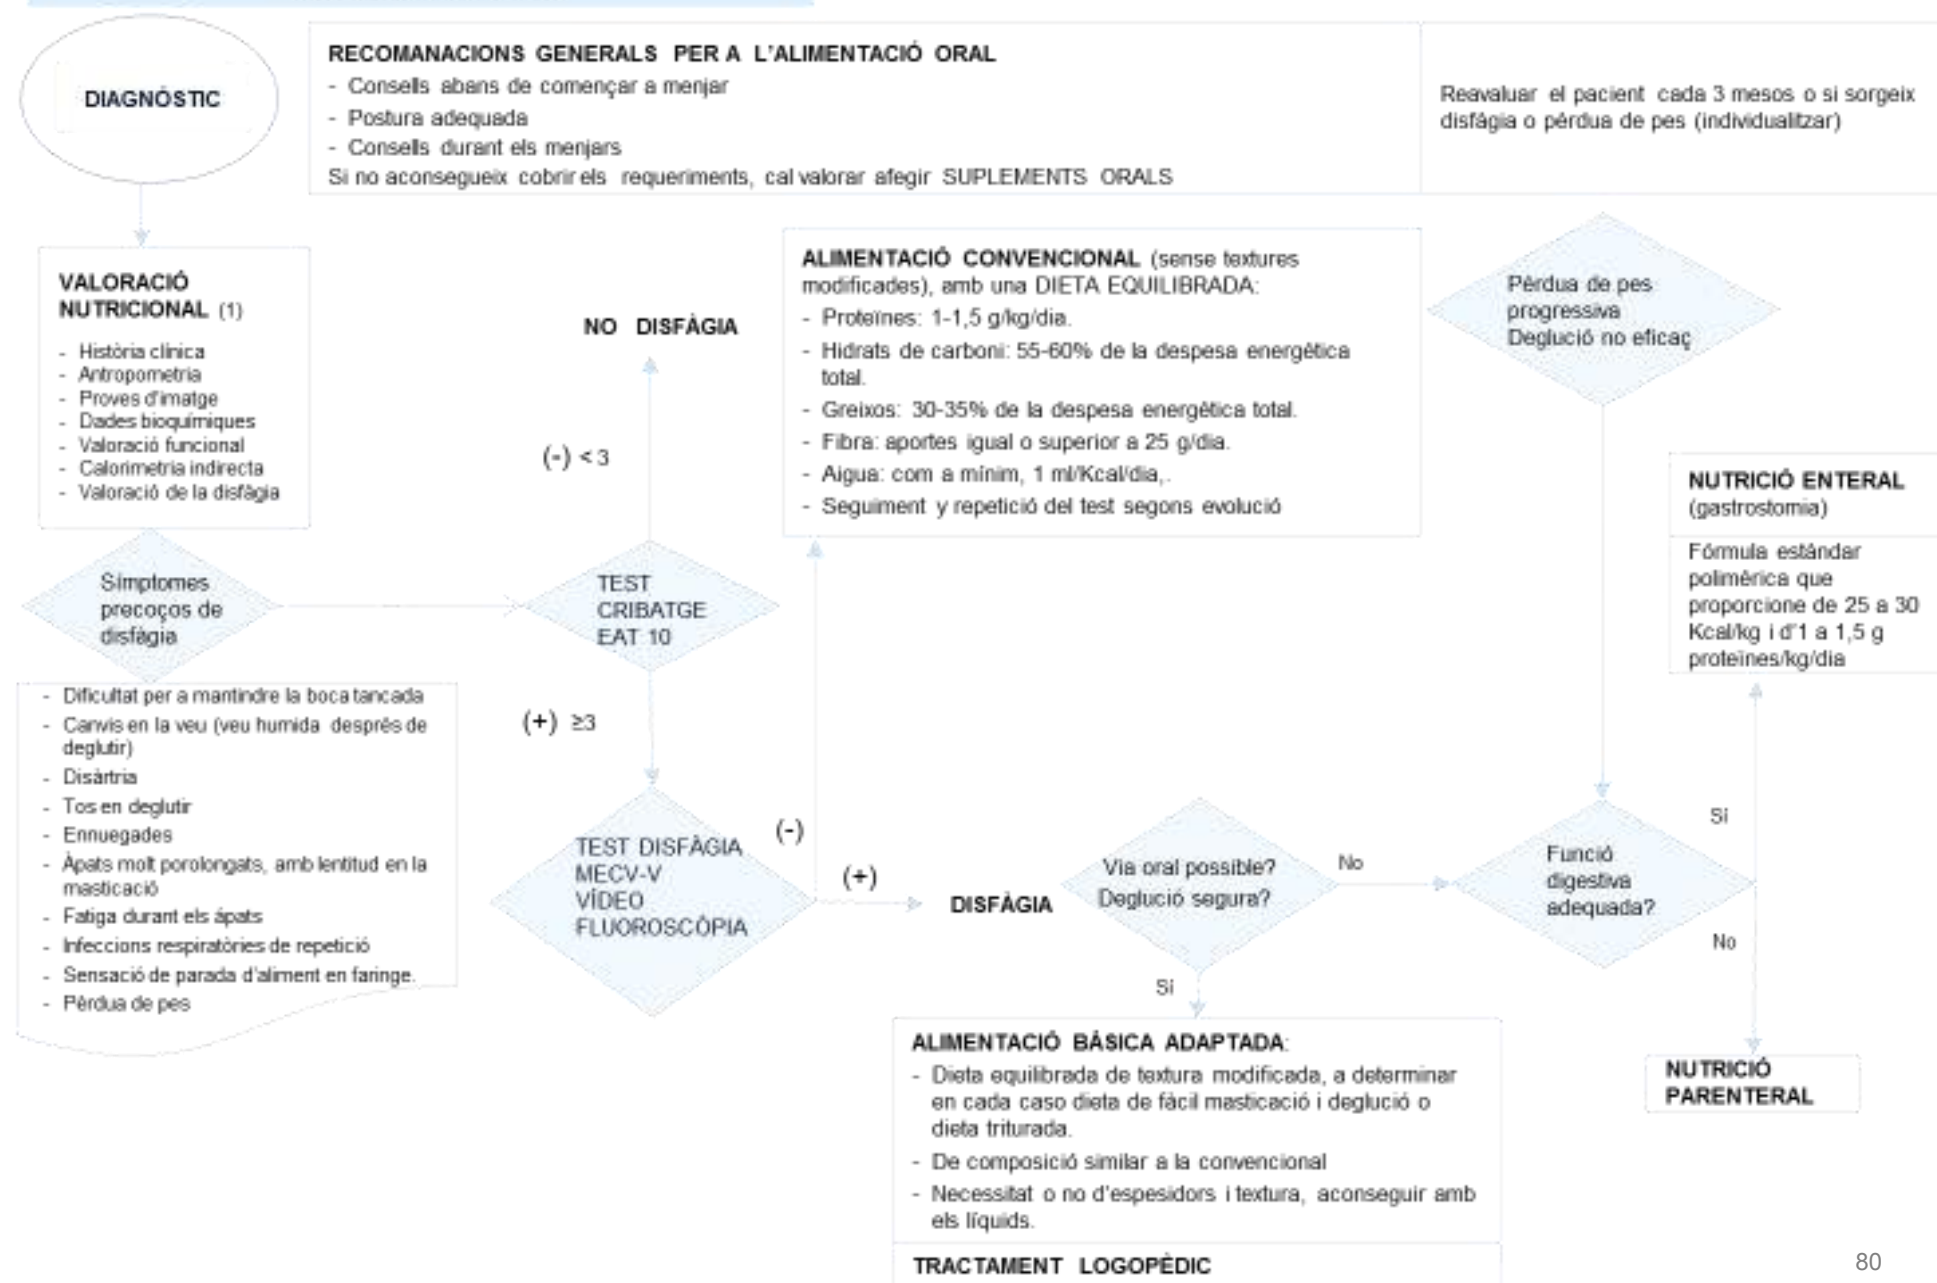 DIAGNÓSTIC
RECOMANACIONS GENERALS PER A L'ALIMENTACIÓ ORAL
- Consells abans de començar a menjar
- Postura adequada
- Consells durant els menjars
Si no aconsegueix cobrir els requeriments, cal valorar afegir SUPLEMENTS ORALS
Reavaluar el pacient cada 3 mesos o si sorgeix
disfàgia o pèrdua de pes (individualitzar)
VALORACIÓ
NUTRICIONAL (1)
- Història clínica
- Antropometria
- Proves d'imatge
- Dades bioquímiques
- Valoració funcional
- Calorimetria indirecta
- Valoració de la disfàgia
NO DISFÀGIA
(-) < 3
ALIMENTACIÓ CONVENCIONAL (sense textures
modificades), amb una DIETA EQUILIBRADA:
- Proteïnes: 1-1,5 g/kg/dia.
- Hidrats de carboni: 55-60% de la despesa energètica
total.
- Greixos: 30-35% de la despesa energètica total.
- Fibra: aportes igual o superior a 25 g/dia.
- Aigua: com a mínim, 1 ml/Kcal/dia,.
- Seguiment y repetició del test segons evolució
Pèrdua de pes
progressiva
Deglució no eficaç
NUTRICIÓ ENTERAL
(gastrostomia)
Fórmula estàndar
polimèrica que
proporcione de 25 a 30
Kcal/kg i d'1 a 1,5 g
proteïnes/kg/dia
Símptomes
precoços de
disfàgia
TEST
CRIBATGE
EAT 10
- Dificultat per a mantindre la boca tancada
- Canvis en la veu (veu humida després de
deglutir)
- Disàrtria
- Tos en deglutir
- Ennuegades
- Àpats molt porolongats, amb lentitud en la
masticació
- Fatiga durant els ápats
- Infeccions respiratòries de repetició
- Sensació de parada d'aliment en faringe.
- Pèrdua de pes
(+) ≥3
TEST DISFÀGIA
MECV-V
VÍDEO
FLUOROSCÒPIA
(-)
(+)
DISFÀGIA
Via oral possible?
Deglució segura?
No
Sí
Funció
digestiva
adequada?
Sí
No
NUTRICIÓ
PARENTERAL
ALIMENTACIÓ BÀSICA ADAPTADA:
- Dieta equilibrada de textura modificada, a determinar
en cada caso dieta de fàcil masticació i deglució o
dieta triturada.
- De composició similar a la convencional
- Necessitat o no d'espesidors i textura, aconseguir amb
els líquids.
TRACTAMENT LOGOPÈDIC
80